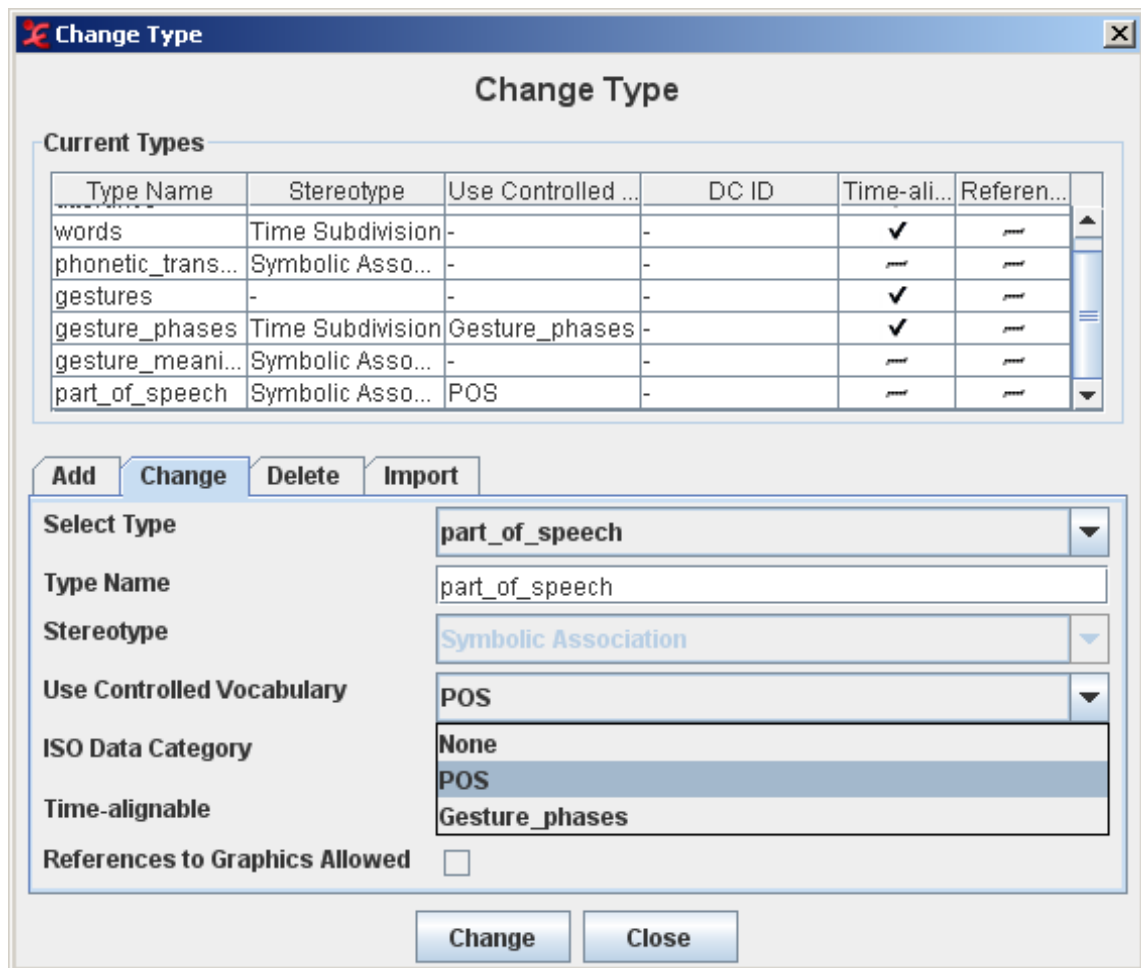 Change Type
Change Type
Current Types
Type Name Stereotype Use Controlled ... DC ID Time-ali... Referen...
words Time Subdivision - -
phonetic_trans... Symbolic Asso... - -
gestures - - -
gesture_phases Time Subdivision Gesture_phases -
gesture_meani... Symbolic Asso... - -
part_of_speech Symbolic Asso... POS -
Add Change Delete Import
Select Type part_of_speech
Type Name part_of_speech
Stereotype Symbolic Association
Use Controlled Vocabulary POS
None
ISO Data Category
POS
Time-alignable
Gesture_phases
References to Graphics Allowed
Change Close